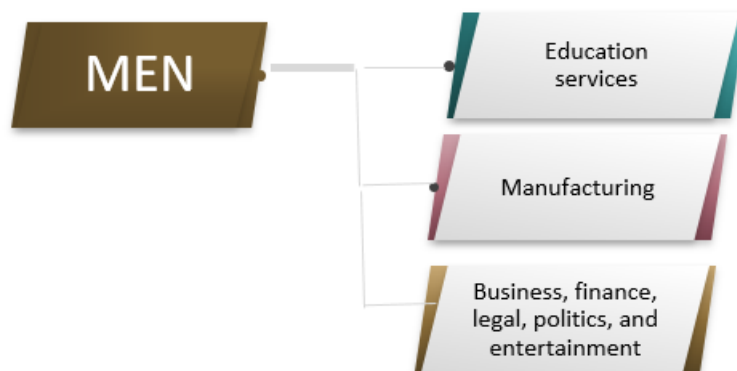 MEN
Education
services
Manufacturing
Business, finance,
legal, politics, and
entertainment